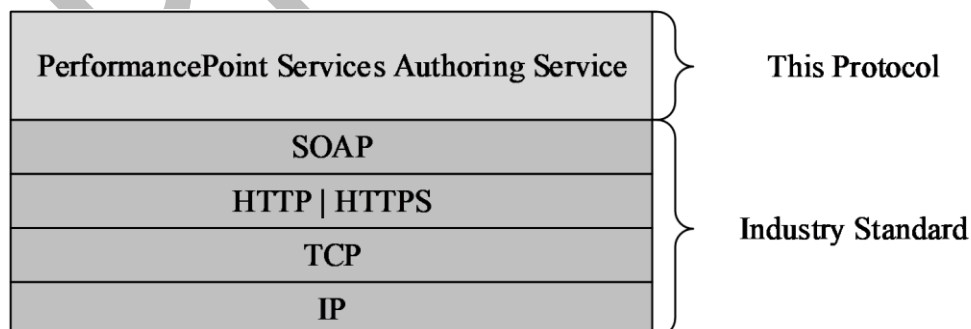 PerformancePoint Services Authoring Service
This Protocol
SOAP
HTTP | HTTPS
TCP
IP
Industry Standard